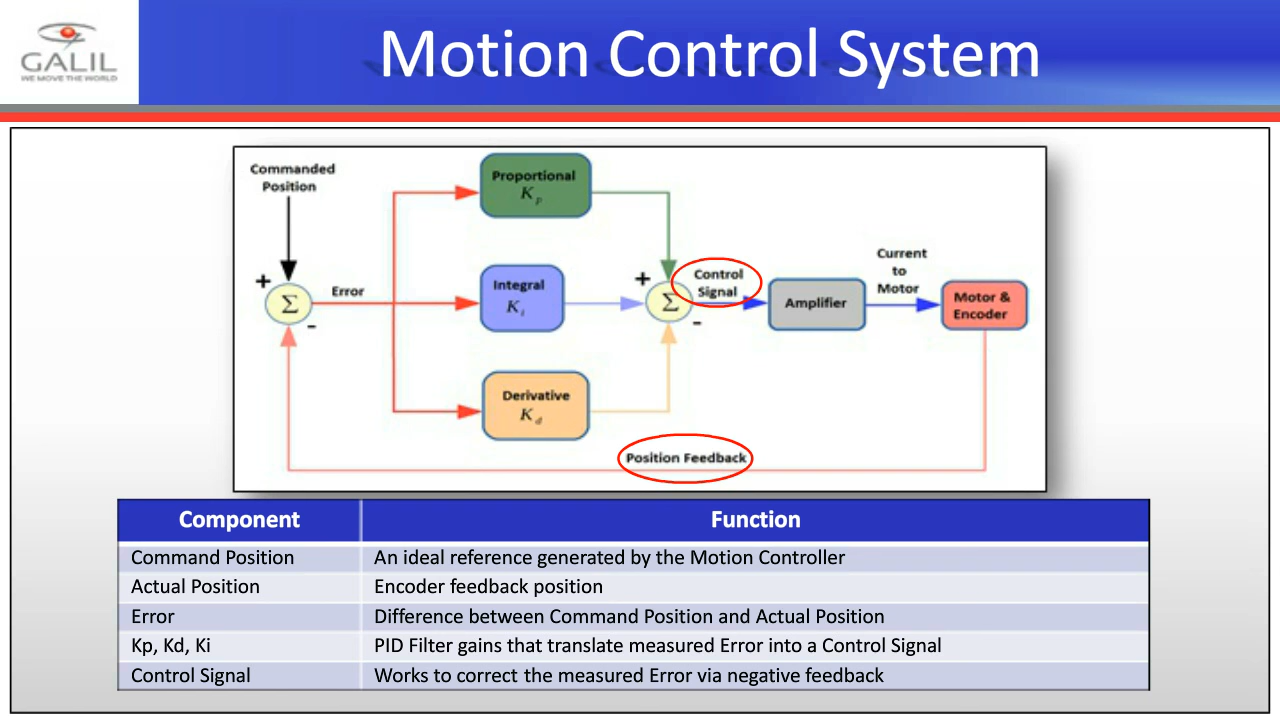 GALIL
WE MOVE THE WORLD
Motion Control System
Commanded
Position
+
Σ
-
Error
Proportional
Kp
Integral
Ki
Derivative
Kd
+
Σ
-
Control
Signal
Amplifier
Current
to
Motor
Motor &
Encoder
Position Feedback
Component Function
Command Position An ideal reference generated by the Motion Controller
Actual Position Encoder feedback position
Error Difference between Command Position and Actual Position
Kp, Kd, Ki PID Filter gains that translate measured Error into a Control Signal
Control Signal Works to correct the measured Error via negative feedback